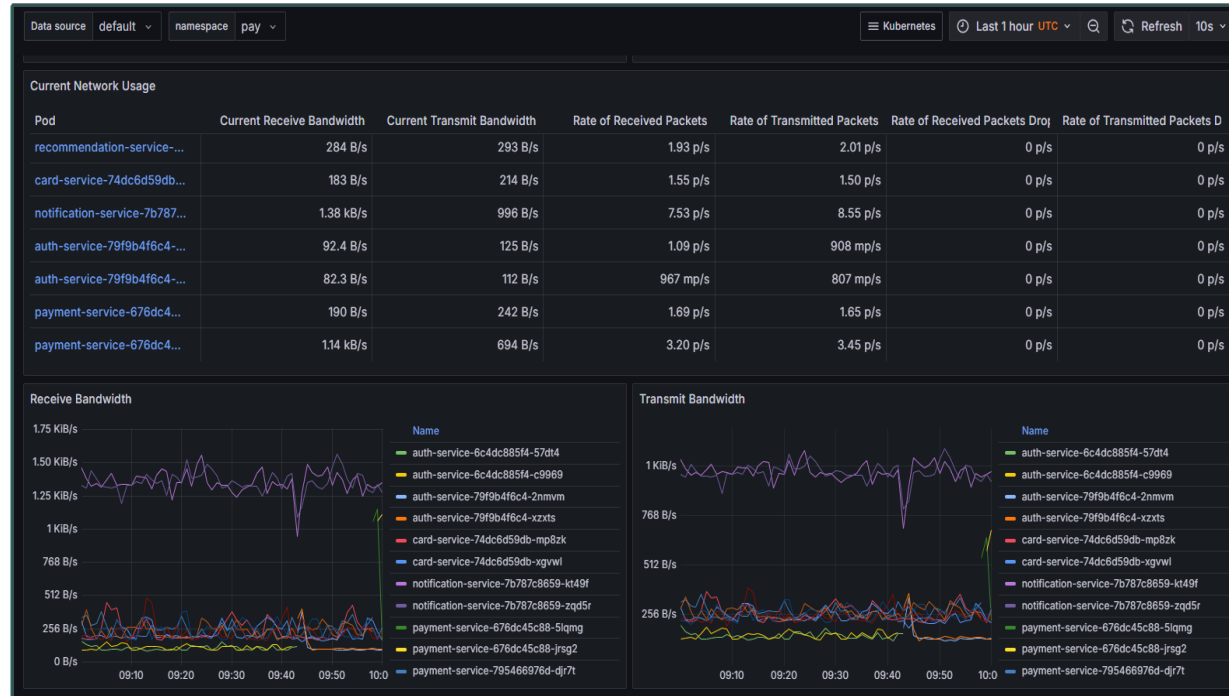 Data source default namespace pay Kubernetes Last 1 hour UTC Refresh 10s
Current Network Usage
Pod Current Receive Bandwidth Current Transmit Bandwidth Rate of Received Packets Rate of Transmitted Packets Rate of Received Packets Drop Rate of Transmitted Packets D
recommendation-service-... 284 B/s 293 B/s 1.93 p/s 2.01 p/s 0 p/s 0 p/s
card-service-74dc6d59db... 183 B/s 214 B/s 1.55 p/s 1.50 p/s 0 p/s 0 p/s
notification-service-7b787... 1.38 kB/s 996 B/s 7.53 p/s 8.55 p/s 0 p/s 0 p/s
auth-service-79f9b4f6c4-... 92.4 B/s 125 B/s 1.09 p/s 908 mp/s 0 p/s 0 p/s
auth-service-79f9b4f6c4-... 82.3 B/s 112 B/s 967 mp/s 807 mp/s 0 p/s 0 p/s
payment-service-676dc4... 190 B/s 242 B/s 1.69 p/s 1.65 p/s 0 p/s 0 p/s
payment-service-676dc4... 1.14 kB/s 694 B/s 3.20 p/s 3.45 p/s 0 p/s 0 p/s
Receive Bandwidth
1.75 KiB/s
1.50 KiB/s
1.25 KiB/s
1 KiB/s
768 B/s
512 B/s
256 B/s
0 B/s
09:10 09:20 09:30 09:40 09:50 10:0
Name
auth-service-6c4dc885f4-57dt4
auth-service-6c4dc885f4-c9969
auth-service-79f9b4f6c4-2nmvm
auth-service-79f9b4f6c4-xzxts
card-service-74dc6d59db-mp8zk
card-service-74dc6d59db-xgvwl
notification-service-7b787c8659-kt49f
notification-service-7b787c8659-zqd5r
payment-service-676dc45c88-5lqmg
payment-service-676dc45c88-jrsg2
payment-service-795466976d-djr7t
Transmit Bandwidth
1 KiB/s
768 B/s
512 B/s
256 B/s
09:10 09:20 09:30 09:40 09:50 10:0
Name
auth-service-6c4dc885f4-57dt4
auth-service-6c4dc885f4-c9969
auth-service-79f9b4f6c4-2nmvm
auth-service-79f9b4f6c4-xzxts
card-service-74dc6d59db-mp8zk
card-service-74dc6d59db-xgvwl
notification-service-7b787c8659-kt49f
notification-service-7b787c8659-zqd5r
payment-service-676dc45c88-5lqmg
payment-service-676dc45c88-jrsg2
payment-service-795466976d-djr7t